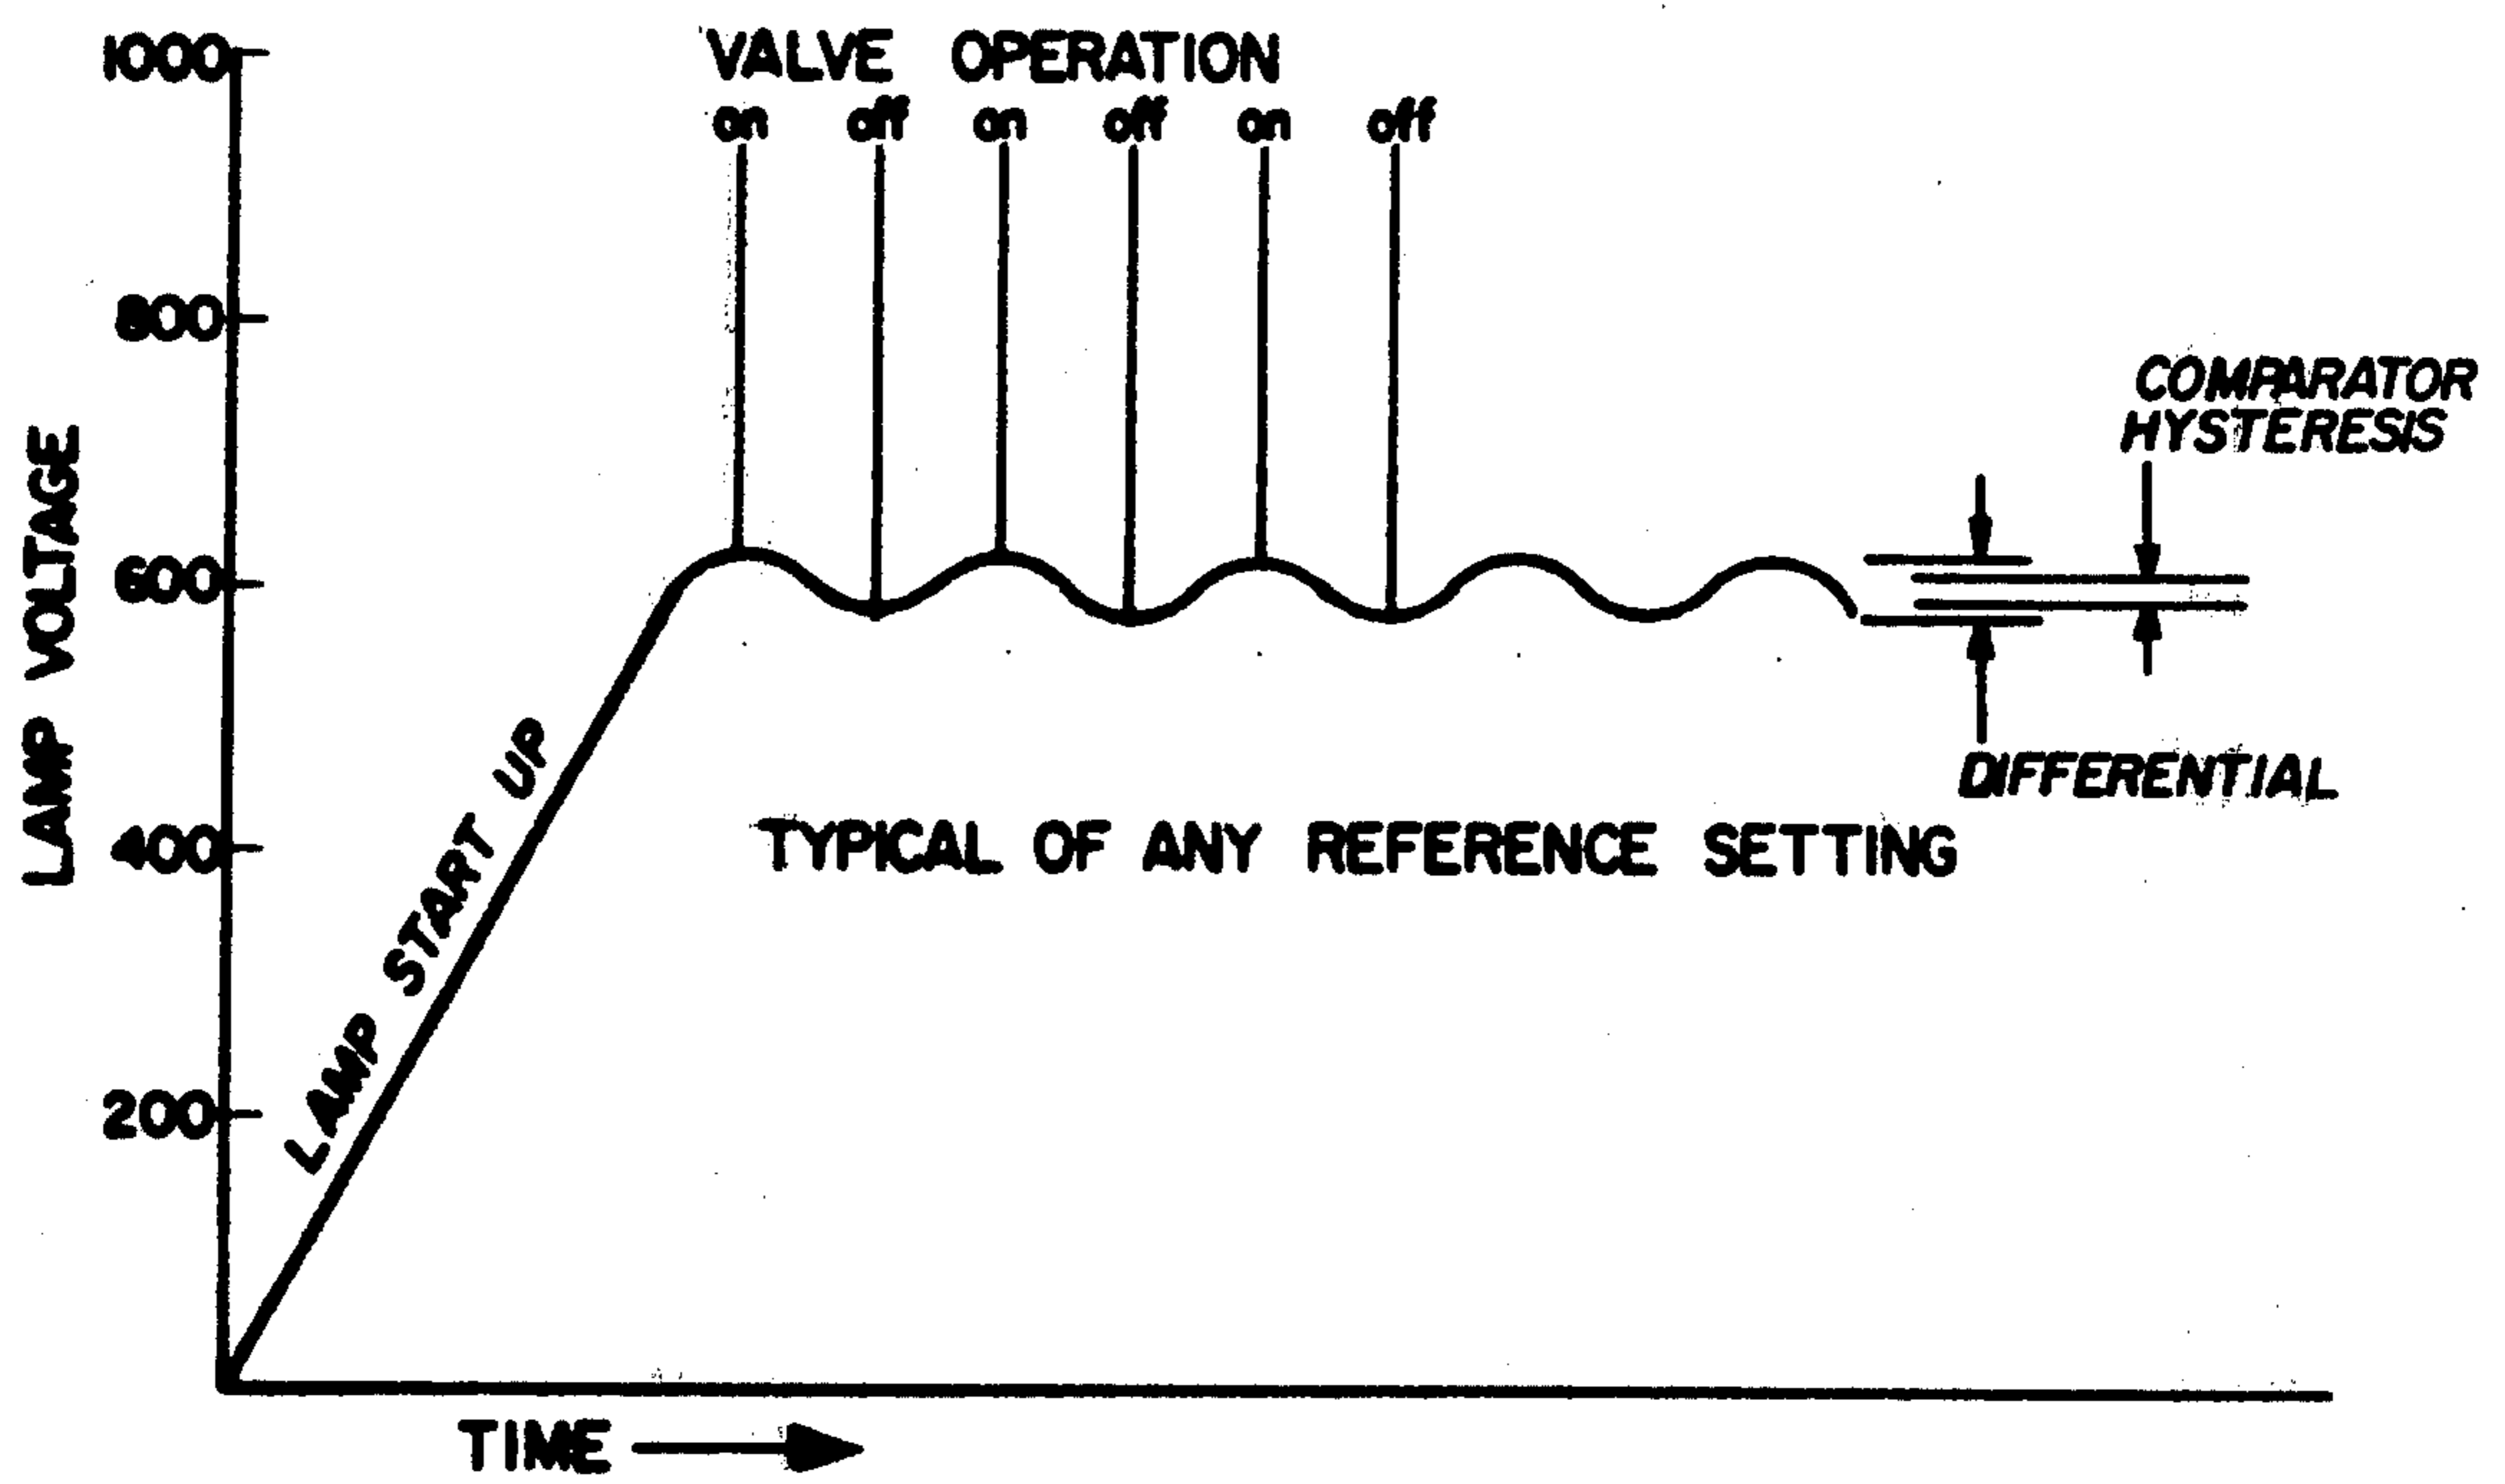 VALVE OPERATION
on off on off on off
1000
800
600
400
200
LAMP VOLTAGE
LAMP START UP
COMPARATOR
HYSTERESIS
DIFFERENTIAL
TYPICAL OF ANY REFERENCE SETTING
TIME